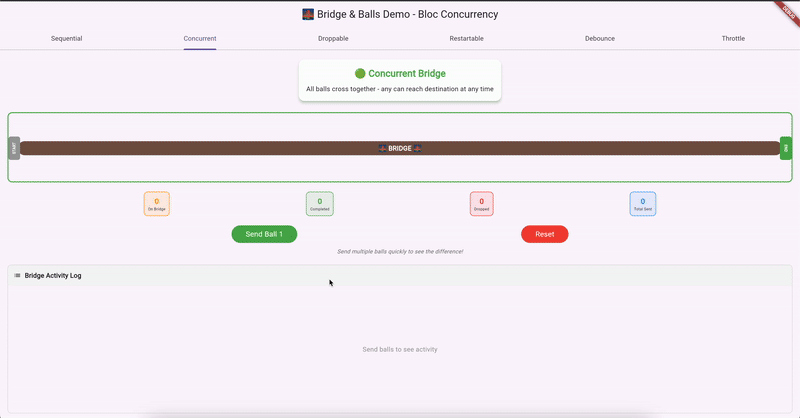 🌉 Bridge & Balls Demo - Bloc Concurrency
DEBUG
Sequential
Concurrent
Droppable
Restartable
Debounce
Throttle
🟢 Concurrent Bridge
All balls cross together - any can reach destination at any time
START
🌉 BRIDGE 🌉
END
0
On Bridge
0
Completed
0
Dropped
0
Total Sent
Send Ball 1
Reset
Send multiple balls quickly to see the difference!
Bridge Activity Log
Send balls to see activity